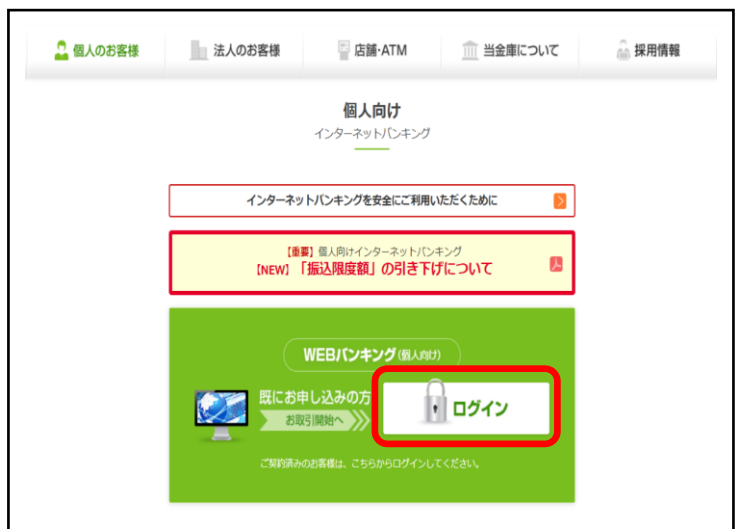 個人のお客様 法人のお客様 店舗・ATM 当金庫について 採用情報
個人向け
インターネットバンキング
インターネットバンキングを安全にご利用いただくために
【重要】個人向けインターネットバンキング
【NEW】「振込限度額」の引き下げについて
WEBバンキング(個人向け)
既にお申し込みの方
お取引開始へ
ログイン
ご契約済みのお客様は、こちらからログインしてください。